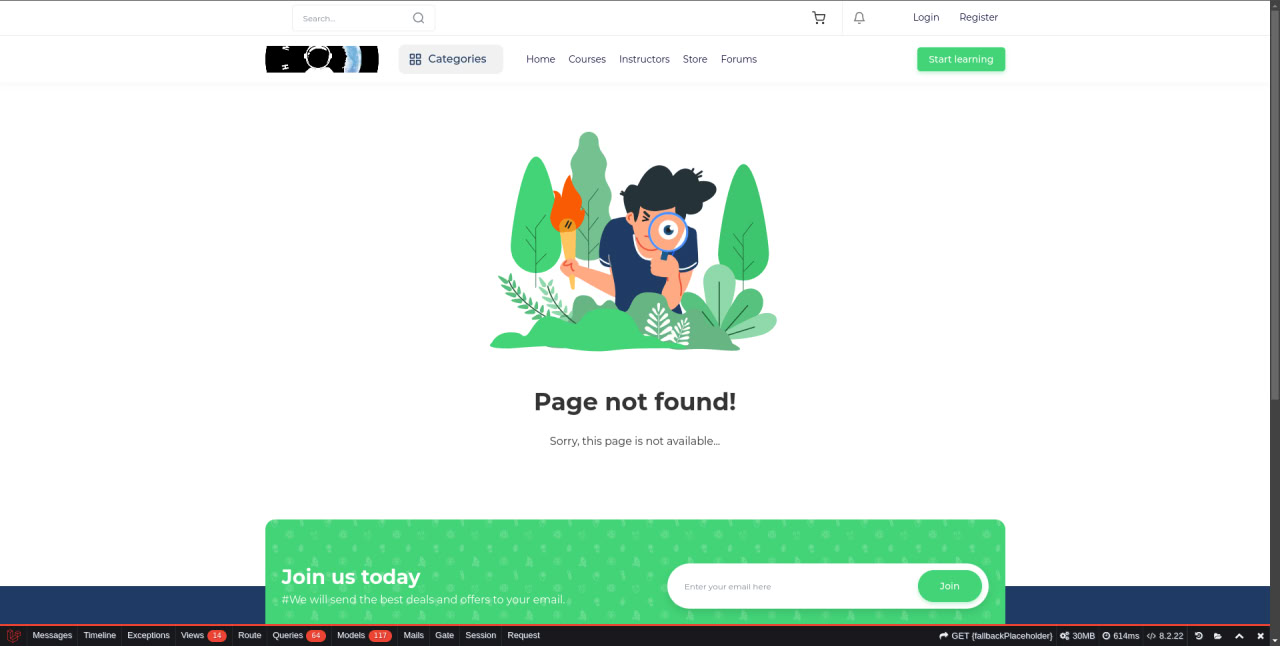 Search...
Login
Register
Categories
Home
Courses
Instructors
Store
Forums
Start learning
Page not found!
Sorry, this page is not available...
Join us today
#We will send the best deals and offers to your email.
Enter your email here
Join
Messages
Timeline
Exceptions
Views 14
Route
Queries 64
Models 117
Mails
Gate
Session
Request
GET {fallbackPlaceholder}
30MB
614ms
8.2.22